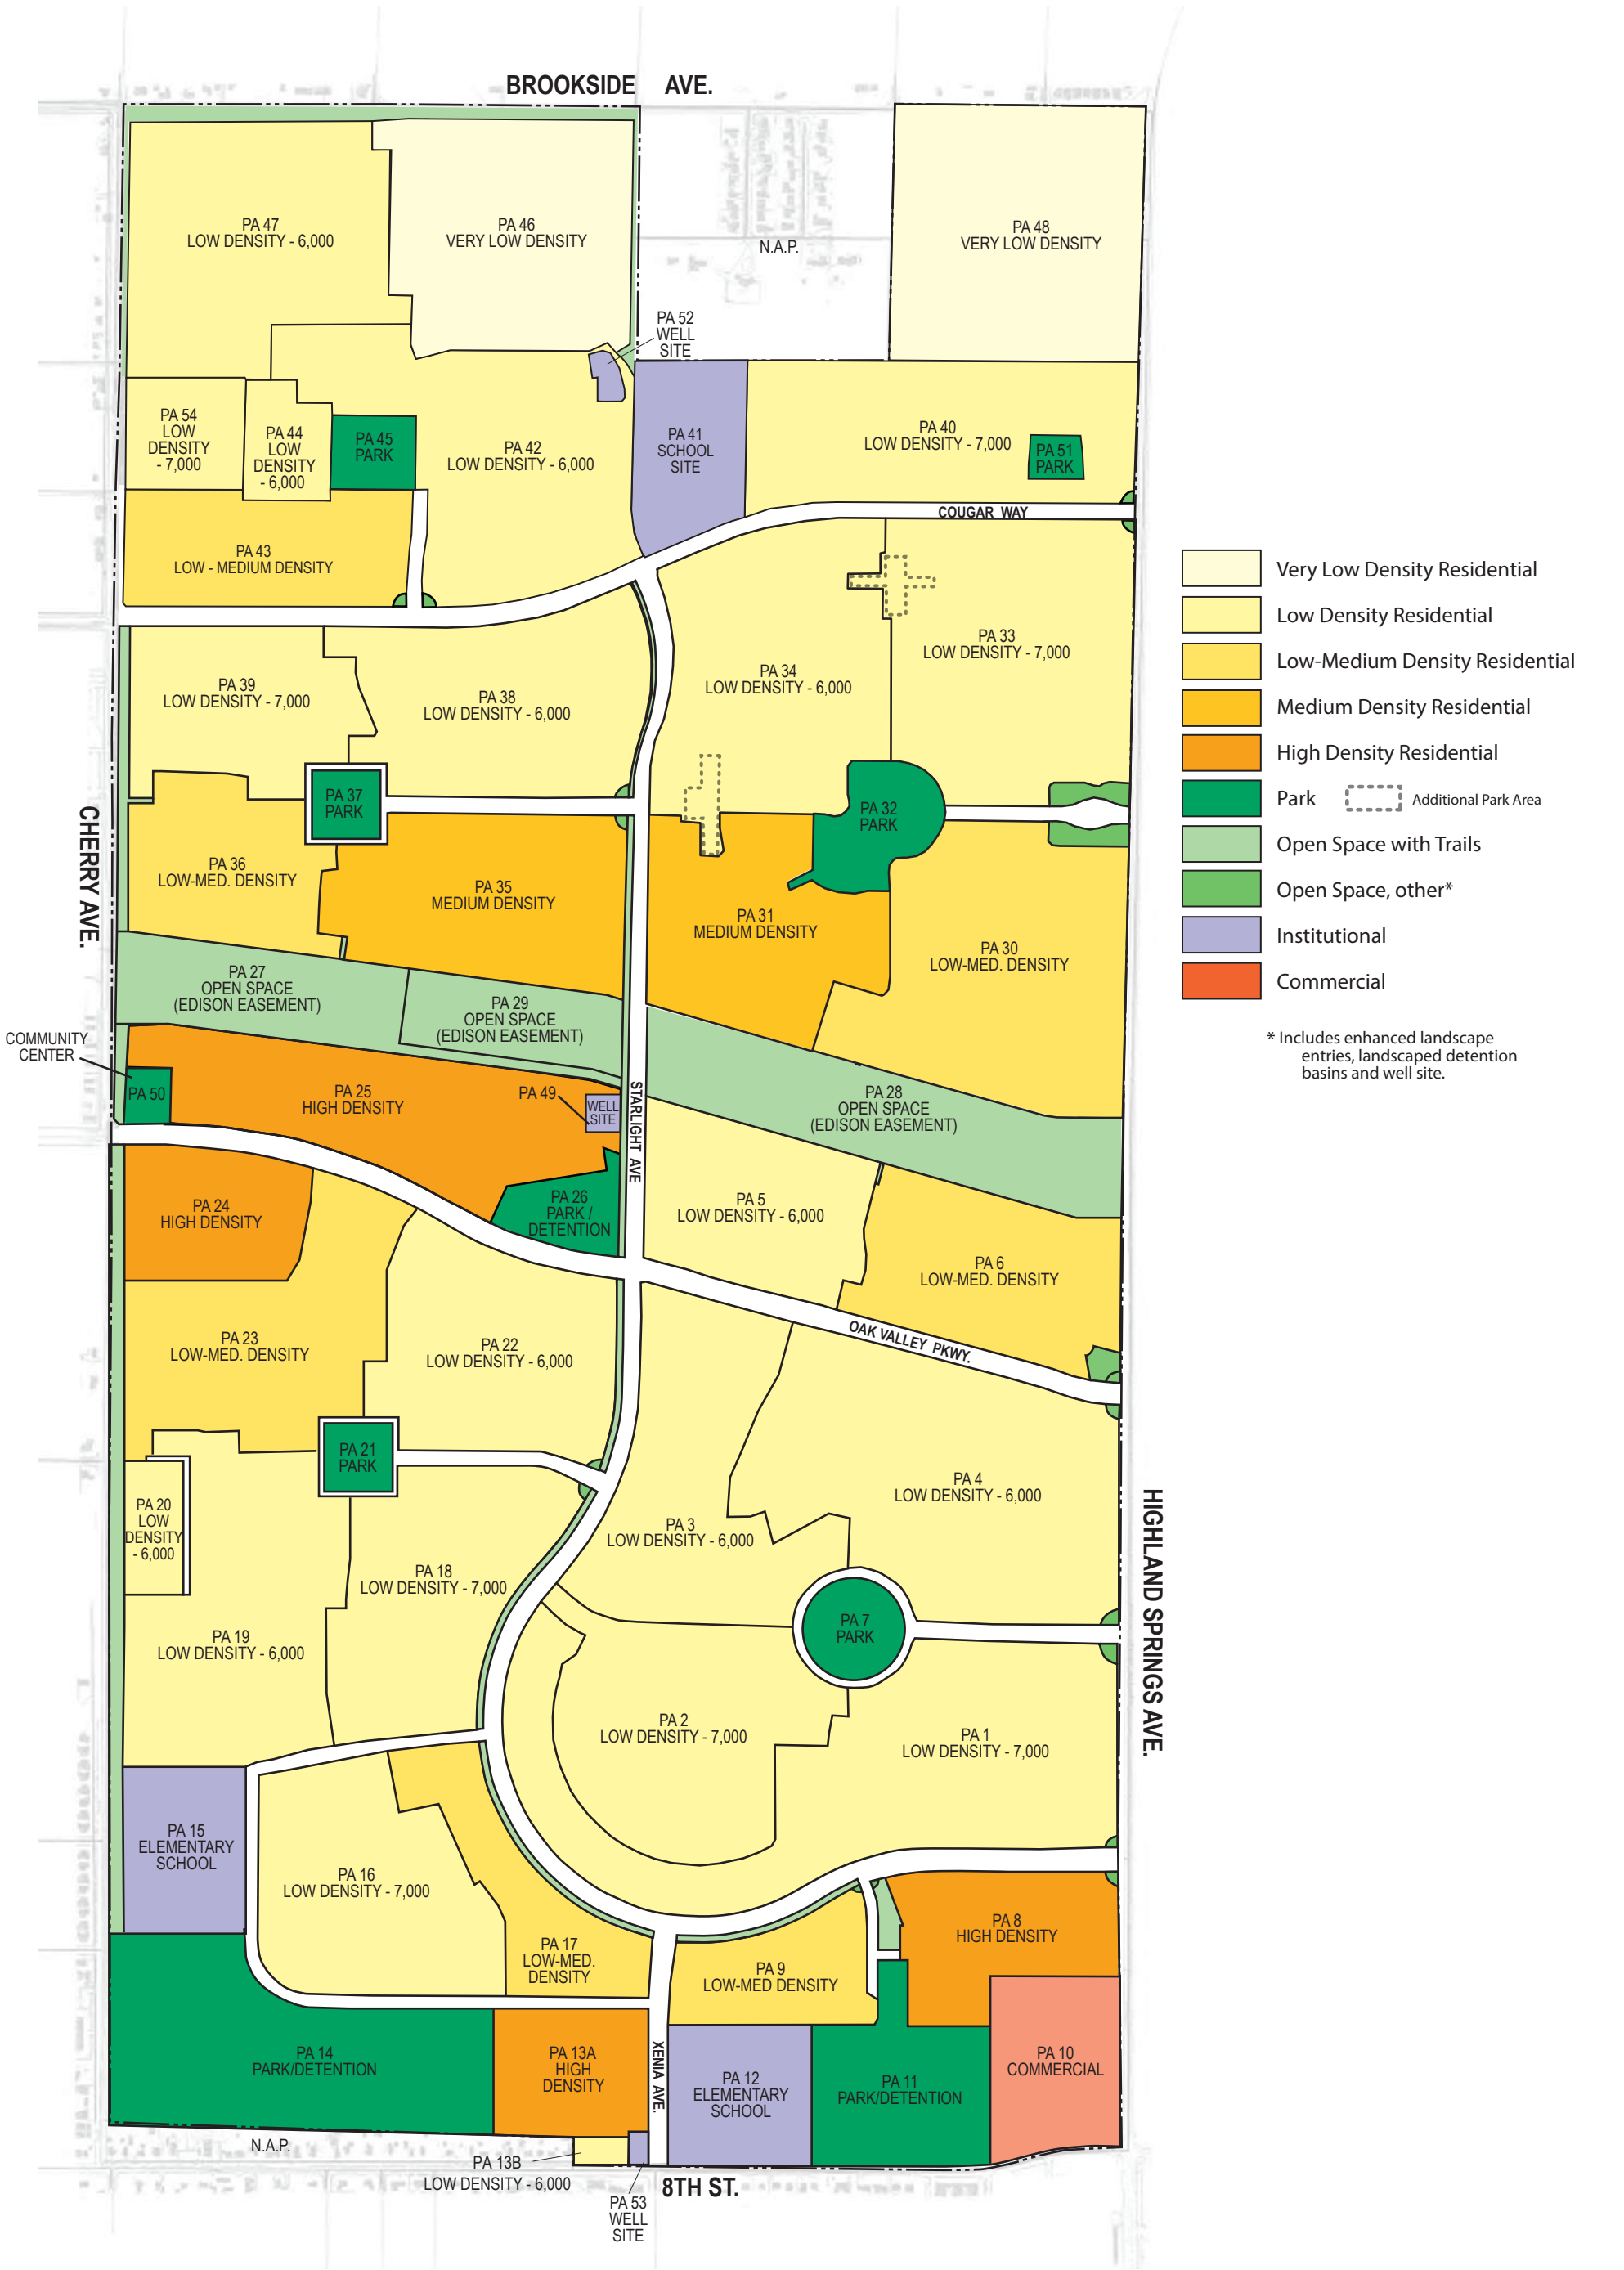 BROOKSIDE AVE.
PA 47
LOW DENSITY - 6,000
PA 46
VERY LOW DENSITY
N.A.P.
PA 48
VERY LOW DENSITY
PA 52
WELL
SITE
PA 54
LOW
DENSITY
- 7,000
PA 44
LOW
DENSITY
- 6,000
PA 45
PARK
PA 42
LOW DENSITY - 6,000
PA 41
SCHOOL
SITE
PA 40
LOW DENSITY - 7,000
PA 51
PARK
COUGAR WAY
PA 43
LOW - MEDIUM DENSITY
PA 39
LOW DENSITY - 7,000
PA 38
LOW DENSITY - 6,000
PA 34
LOW DENSITY - 6,000
PA 33
LOW DENSITY - 7,000
PA 37
PARK
PA 32
PARK
CHERRY AVE.
PA 36
LOW-MED. DENSITY
PA 35
MEDIUM DENSITY
PA 31
MEDIUM DENSITY
PA 30
LOW-MED. DENSITY
PA 27
OPEN SPACE
(EDISON EASEMENT)
PA 29
OPEN SPACE
(EDISON EASEMENT)
COMMUNITY
CENTER
PA 50
PA 25
HIGH DENSITY
PA 49
WELL
SITE
STARLIGHT AVE
PA 28
OPEN SPACE
(EDISON EASEMENT)
PA 24
HIGH DENSITY
PA 26
PARK /
DETENTION
PA 5
LOW DENSITY - 6,000
PA 6
LOW-MED. DENSITY
OAK VALLEY PKWY.
PA 23
LOW-MED. DENSITY
PA 22
LOW DENSITY - 6,000
PA 21
PARK
PA 4
LOW DENSITY - 6,000
PA 20
LOW
DENSITY
- 6,000
PA 3
LOW DENSITY - 6,000
PA 18
LOW DENSITY - 7,000
HIGHLAND SPRINGS AVE.
PA 19
LOW DENSITY - 6,000
PA 7
PARK
PA 2
LOW DENSITY - 7,000
PA 1
LOW DENSITY - 7,000
PA 15
ELEMENTARY
SCHOOL
PA 16
LOW DENSITY - 7,000
PA 17
LOW-MED.
DENSITY
PA 9
LOW-MED DENSITY
PA 8
HIGH DENSITY
PA 14
PARK/DETENTION
PA 13A
HIGH
DENSITY
XENIA AVE.
PA 12
ELEMENTARY
SCHOOL
PA 11
PARK/DETENTION
PA 10
COMMERCIAL
N.A.P.
PA 13B
LOW DENSITY - 6,000
PA 53
WELL
SITE
8TH ST.
Very Low Density Residential
Low Density Residential
Low-Medium Density Residential
Medium Density Residential
High Density Residential
Park
Additional Park Area
Open Space with Trails
Open Space, other*
Institutional
Commercial
* Includes enhanced landscape
entries, landscaped detention
basins and well site.